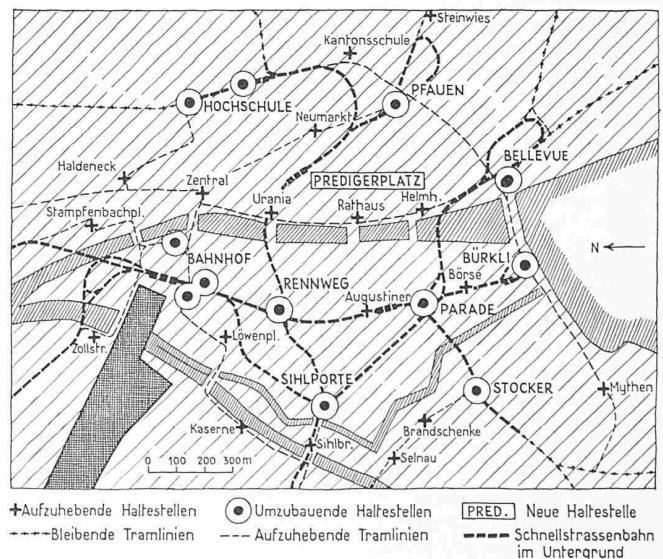 Steinwies
Kantonsschule
PFAUEN
HOCHSCHULE
Neumarkt
BELLEVUE
Haldeneck
Zentral
PREDIGERPLATZ
Stampfenbachpl.
Urania
Rathaus
Helmh.
N
BAHNHOF
BÜRKLI
RENNWEG
Börse
Augustiner
PARADE
Zollstr.
Löwenpl.
SIHLPORTE
STOCKER
Mythen
Kaserne
Brandschenke
Sihlbr.
Selnau
0 100 200 300m
Aufzuhebende Haltestellen
Umzubauende Haltestellen
PRED. Neue Haltestelle
Bleibende Tramlinien
Aufzuhebende Tramlinien
Schnellstrassenbahn
im Untergrund